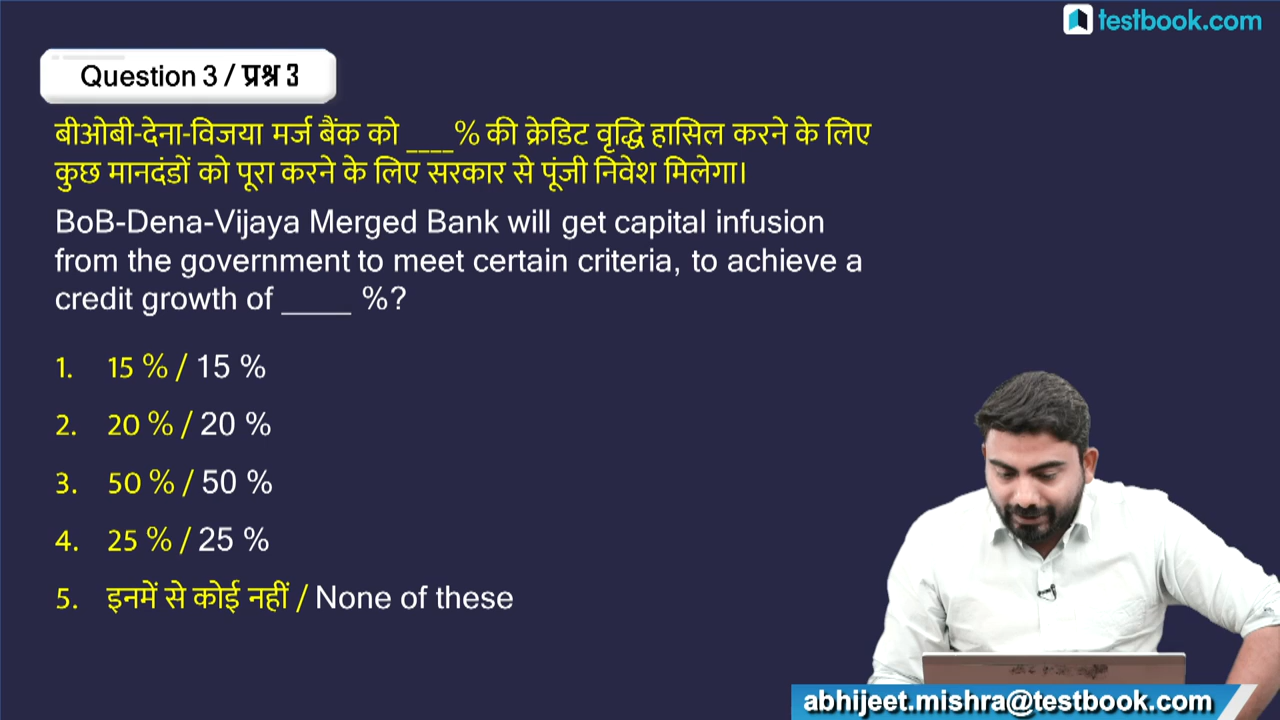 testbook.com
Question 3 / प्रश्न 3
बीओबी-देना-विजया मर्ज बैंक को ____% की क्रेडिट वृद्धि हासिल करने के लिए
कुछ मानदंडों को पूरा करने के लिए सरकार से पूंजी निवेश मिलेगा।
BoB-Dena-Vijaya Merged Bank will get capital infusion
from the government to meet certain criteria, to achieve a
credit growth of _____ %?
1. 15 % / 15 %
2. 20 % / 20 %
3. 50 % / 50 %
4. 25 % / 25 %
5. इनमें से कोई नहीं / None of these
abhijeet.mishra@testbook.com